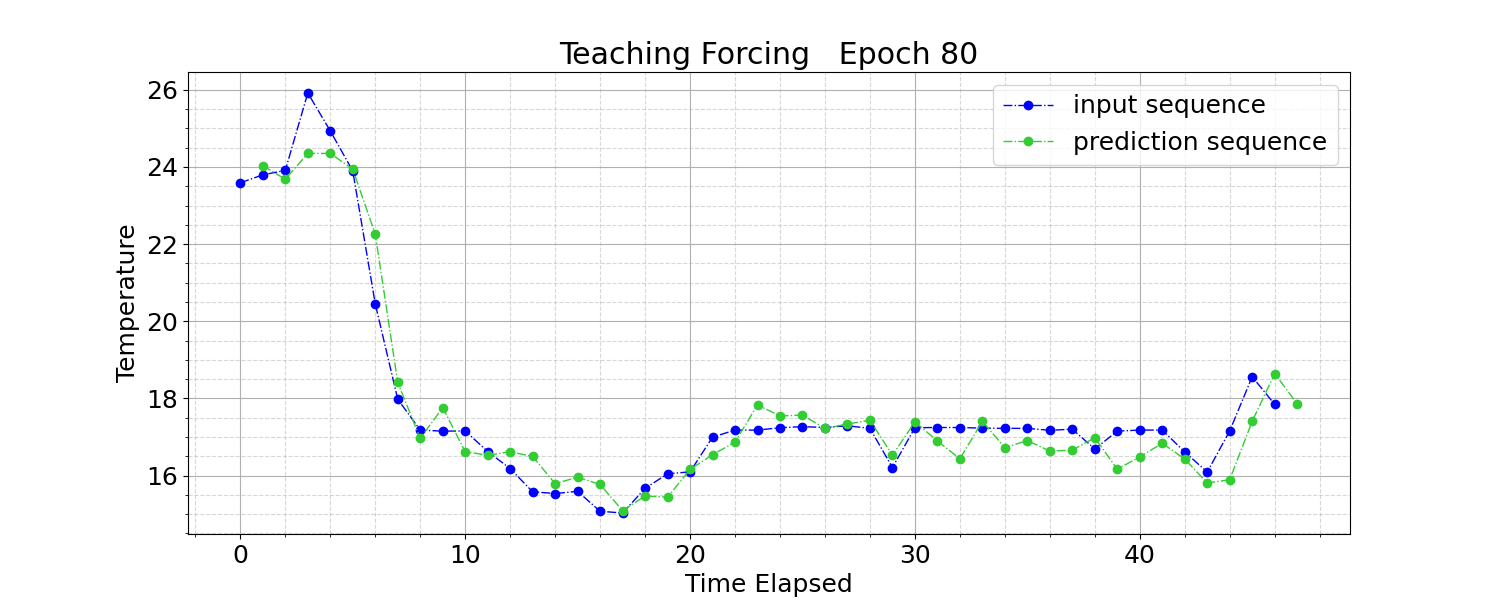 Teaching Forcing   Epoch 80
input sequence
prediction sequence
Temperature
26
24
22
20
18
16
0
10
20
30
40
Time Elapsed